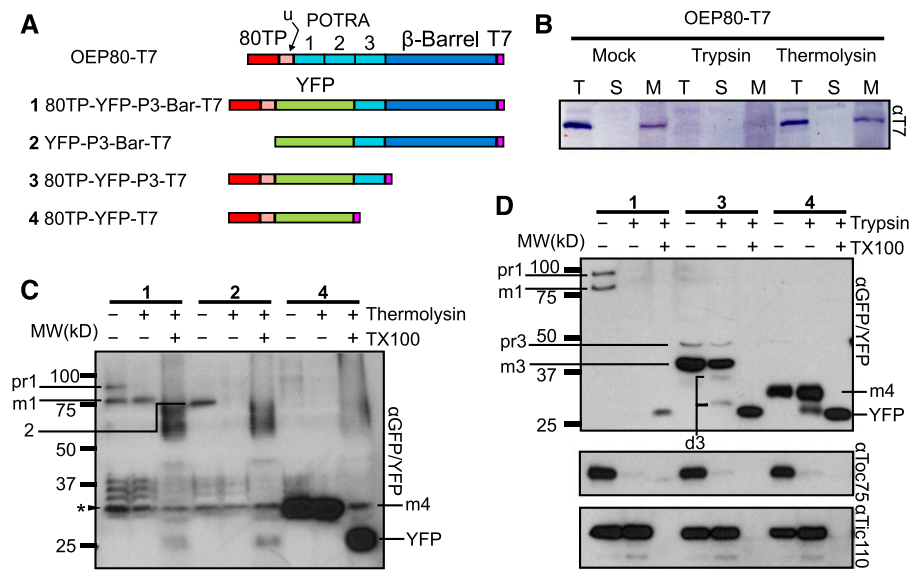 A
u
POTRA
80TP
1 2 3
β-Barrel T7
OEP80-T7
YFP
1 80TP-YFP-P3-Bar-T7
2 YFP-P3-Bar-T7
3 80TP-YFP-P3-T7
4 80TP-YFP-T7
B
OEP80-T7
Mock Trypsin Thermolysin
T S M T S M T S M
αT7
C
1 2 4
– + + – + + – + + Thermolysin
MW(kD) – – + – – + – – + TX100
100
pr1
m1
75
2
50
37
*
m4
YFP
25
αGFP/YFP
D
1 3 4
– + + – + + – + + Trypsin
MW(kD) – – + – – + – – + TX100
pr1
100
m1
75
50
pr3
m3
37
m4
YFP
25
d3
αGFP/YFP
αToc75
αTic110